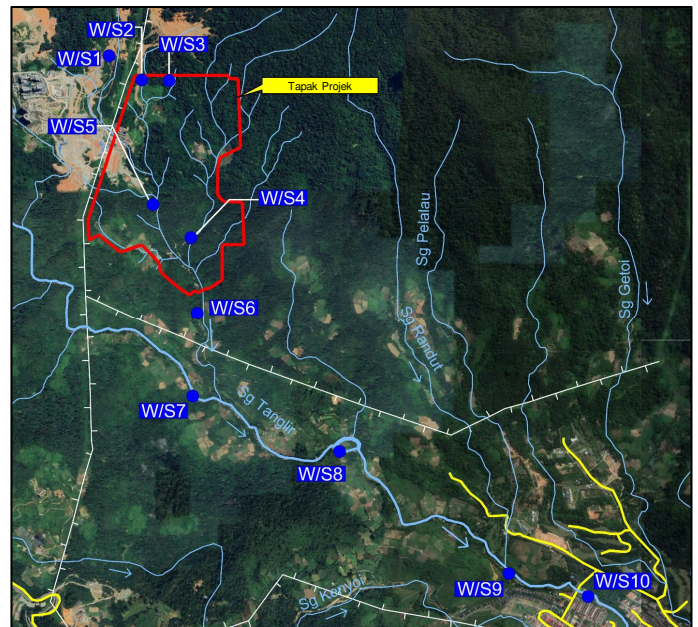 W/S2
W/S3
W/S1
Tapak Projek
W/S5
W/S4
Sg Pelalau
Sg Getoi
W/S6
Sg Randut
W/S7
Sg Tanglir
W/S8
W/S9
W/S10
Sg Kenyor